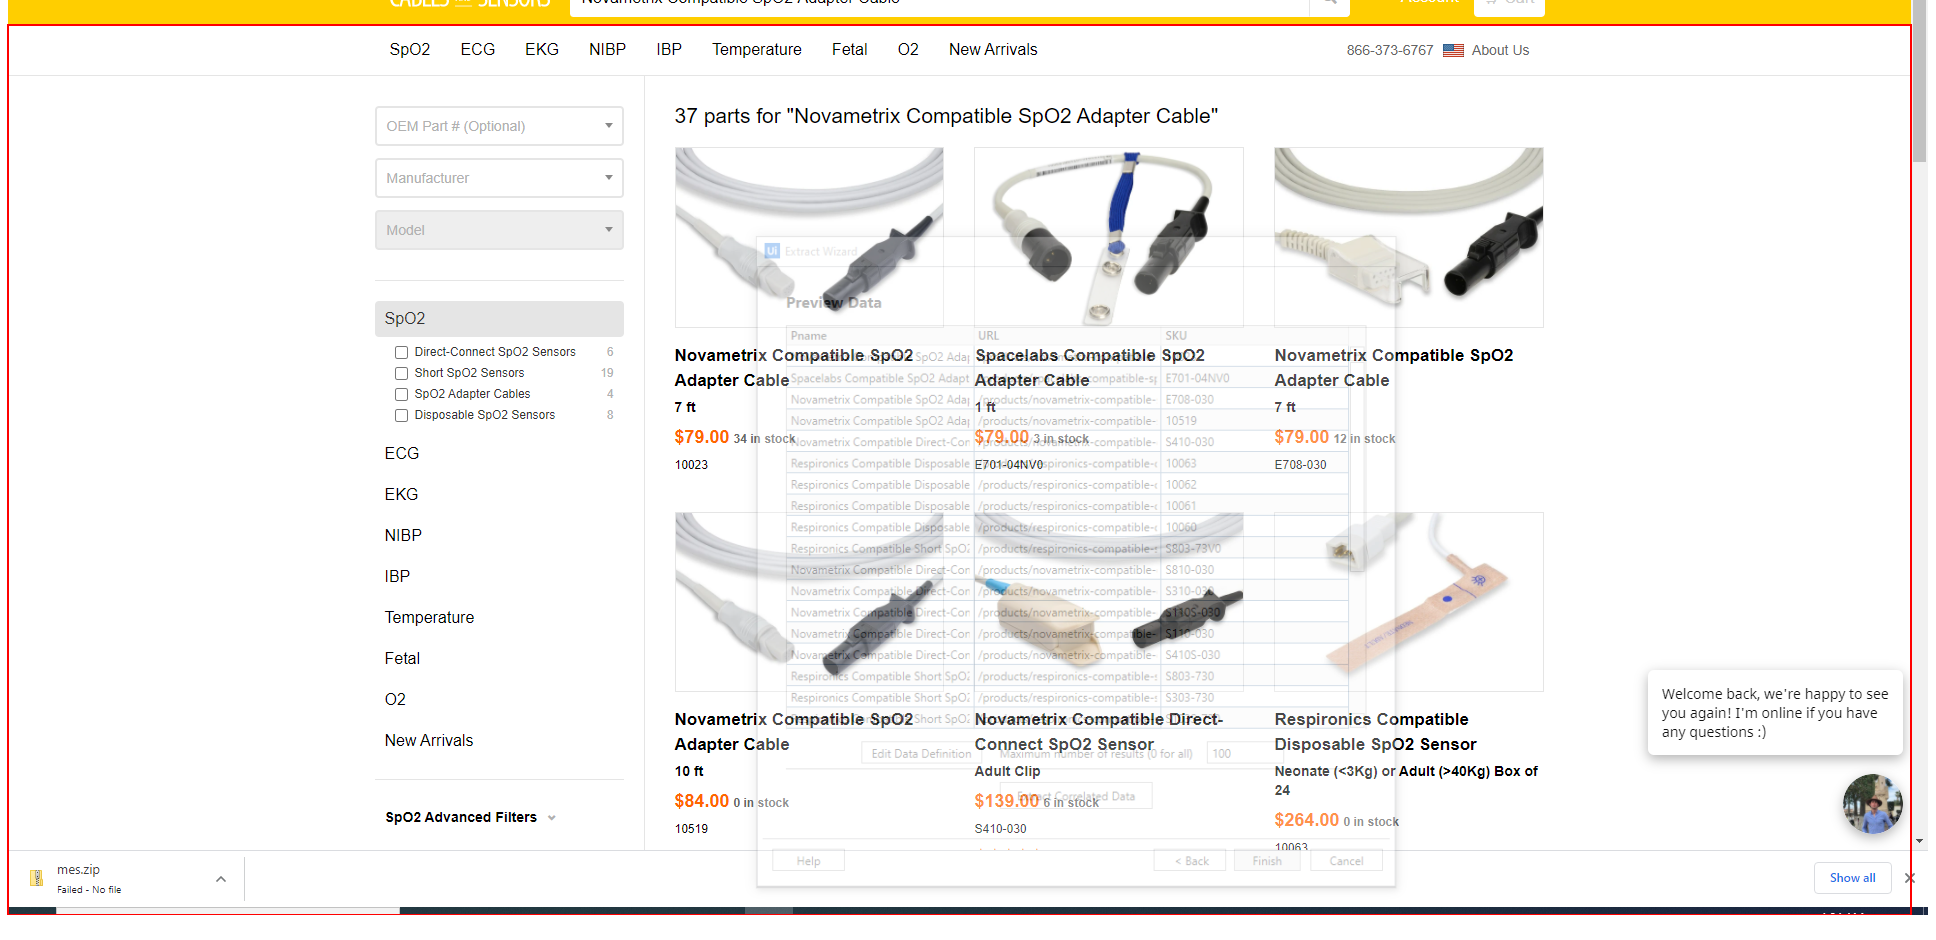 CABLES AND SENSORS
Novametrix Compatible SpO2 Adapter Cable
Account
Cart
SpO2 ECG EKG NIBP IBP Temperature Fetal O2 New Arrivals
866-373-6767 About Us
OEM Part # (Optional)
Manufacturer
Model
SpO2
Direct-Connect SpO2 Sensors 6
Short SpO2 Sensors 19
SpO2 Adapter Cables 4
Disposable SpO2 Sensors 8
ECG
EKG
NIBP
IBP
Temperature
Fetal
O2
New Arrivals
SpO2 Advanced Filters
37 parts for "Novametrix Compatible SpO2 Adapter Cable"
Novametrix Compatible SpO2
Adapter Cable
7 ft
$79.00 34 in stock
10023
Spacelabs Compatible SpO2
Adapter Cable
1 ft
$79.00 3 in stock
E701-04NV0
Novametrix Compatible SpO2
Adapter Cable
7 ft
$79.00 12 in stock
E708-030
Novametrix Compatible SpO2
Adapter Cable
10 ft
$84.00 0 in stock
10519
Novametrix Compatible Direct-
Connect SpO2 Sensor
Adult Clip
$139.00 6 in stock
S410-030
Respironics Compatible
Disposable SpO2 Sensor
Neonate (<3Kg) or Adult (>40Kg) Box of
24
$264.00 0 in stock
10063
Ui Extract Wizard
Preview Data
Pname URL SKU
Spacelabs Compatible SpO2 Adapt E701-04NV0
Novametrix Compatible SpO2 Adap /products/novametrix-compatible- E708-030
Novametrix Compatible SpO2 Adap /products/novametrix-compatible- 10519
Novametrix Compatible Direct-Con /products/novametrix-compatible- S410-030
Respironics Compatible Disposable /products/respironics-compatible-c 10063
Respironics Compatible Disposable /products/respironics-compatible-c 10062
Respironics Compatible Disposable /products/respironics-compatible-c 10061
Respironics Compatible Disposable /products/respironics-compatible-c 10060
Respironics Compatible Short SpO2 /products/respironics-compatible-s S803-73V0
Novametrix Compatible Direct-Con /products/novametrix-compatible- S810-030
Novametrix Compatible Direct-Con /products/novametrix-compatible- S310-030
Novametrix Compatible Direct-Con /products/novametrix-compatible- S110S-030
Novametrix Compatible Direct-Con /products/novametrix-compatible- S110-030
Novametrix Compatible Direct-Con /products/novametrix-compatible- S410S-030
Respironics Compatible Short SpO2 /products/respironics-compatible-s S803-730
Respironics Compatible Short SpO2 /products/respironics-compatible-s S303-730
Edit Data Definition Maximum number of results (0 for all) 100
Extract Correlated Data
Help < Back Finish Cancel
Welcome back, we're happy to see
you again! I'm online if you have
any questions :)
mes.zip
Failed - No file
Show all